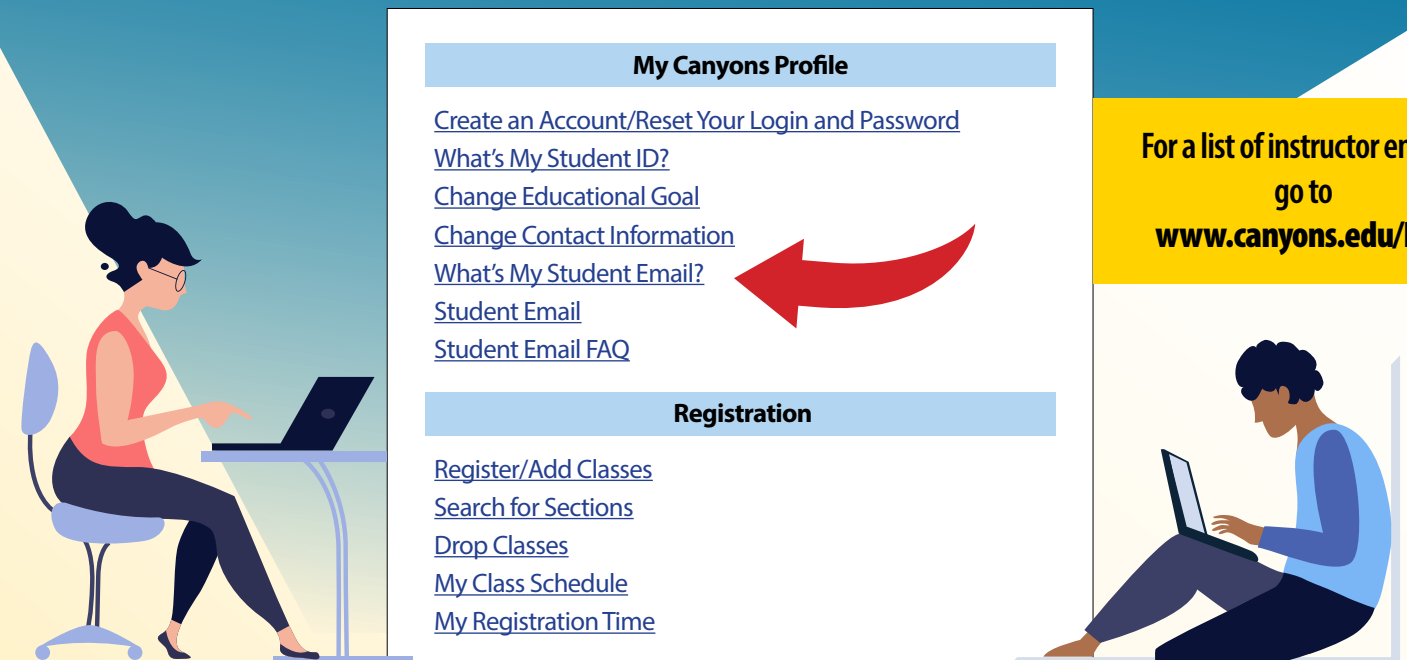 My Canyons Profile
Create an Account/Reset Your Login and Password
What's My Student ID?
Change Educational Goal
Change Contact Information
What's My Student Email?
Student Email
Student Email FAQ
Registration
Register/Add Classes
Search for Sections
Drop Classes
My Class Schedule
My Registration Time
For a list of instructor
go to
www.canyons.edu/